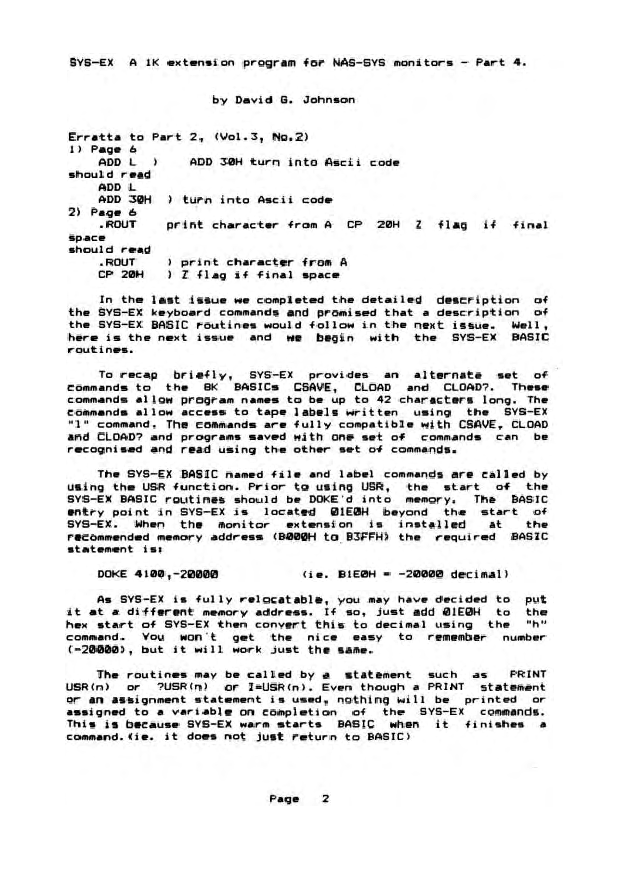 SYS-EX A 1K extension program for NAS-SYS monitors - Part 4.
by David G. Johnson
Erratta to Part 2, (Vol.3, No.2)
1) Page 6
ADD L ) ADD 30H turn into Ascii code
should read
ADD L
ADD 30H ) turn into Ascii code
2) Page 6
.ROUT print character from A CP 20H Z flag if final
space
should read
.ROUT ) print character from A
CP 20H ) Z flag if final space
In the last issue we completed the detailed description of
the SYS-EX keyboard commands and promised that a description of
the SYS-EX BASIC routines would follow in the next issue. Well,
here is the next issue and we begin with the SYS-EX BASIC
routines.
To recap briefly, SYS-EX provides an alternate set of
commands to the 8K BASICs CSAVE, CLOAD and CLOAD?. These
commands allow program names to be up to 42 characters long. The
commands allow access to tape labels written using the SYS-EX
"l" command. The commands are fully compatible with CSAVE, CLOAD
and CLOAD? and programs saved with one set of commands can be
recognised and read using the other set of commands.
The SYS-EX BASIC named file and label commands are called by
using the USR function. Prior to using USR, the start of the
SYS-EX BASIC routines should be DOKE'd into memory. The BASIC
entry point in SYS-EX is located 01E0H beyond the start of
SYS-EX. When the monitor extension is installed at the
recommended memory address (B000H to B3FFH) the required BASIC
statement is:
DOKE 4100,-20000 (ie. B1E0H = -20000 decimal)
As SYS-EX is fully relocatable, you may have decided to put
it at a different memory address. If so, just add 01E0H to the
hex start of SYS-EX then convert this to decimal using the "h"
command. You won't get the nice easy to remember number
(-20000), but it will work just the same.
The routines may be called by a statement such as PRINT
USR(n) or ?USR(n) or I=USR(n). Even though a PRINT statement
or an assignment statement is used, nothing will be printed or
assigned to a variable on completion of the SYS-EX commands.
This is because SYS-EX warm starts BASIC when it finishes a
command.(ie. it does not just return to BASIC)
Page 2